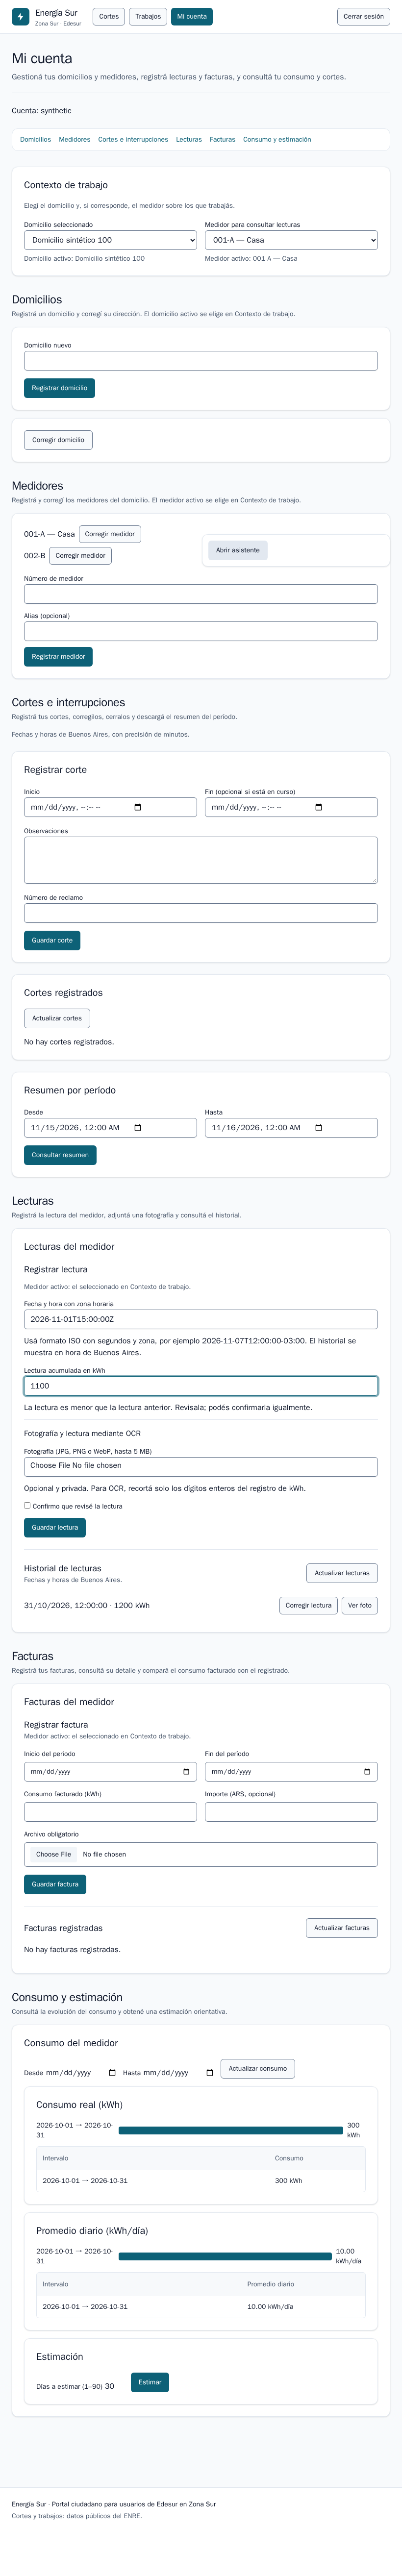 Energía Sur
Zona Sur · Edesur
Cortes
Trabajos
Mi cuenta
Cerrar sesión
Mi cuenta
Gestioná tus domicilios y medidores, registrá lecturas y facturas, y consultá tu consumo y cortes.
Cuenta: synthetic
Domicilios
Medidores
Cortes e interrupciones
Lecturas
Facturas
Consumo y estimación
Contexto de trabajo
Elegí el domicilio y, si corresponde, el medidor sobre los que trabajás.
Domicilio seleccionado
Domicilio sintético 100
Domicilio activo: Domicilio sintético 100
Medidor para consultar lecturas
001-A — Casa
Medidor activo: 001-A — Casa
Domicilios
Registrá un domicilio y corregí su dirección. El domicilio activo se elige en Contexto de trabajo.
Domicilio nuevo
Registrar domicilio
Corregir domicilio
Medidores
Registrá y corregí los medidores del domicilio. El medidor activo se elige en Contexto de trabajo.
001-A — Casa
Corregir medidor
002-B
Corregir medidor
Abrir asistente
Número de medidor
Alias (opcional)
Registrar medidor
Cortes e interrupciones
Registrá tus cortes, corregilos, cerralos y descargá el resumen del período.
Fechas y horas de Buenos Aires, con precisión de minutos.
Registrar corte
Inicio
mm/dd/yyyy, --:-- --
Fin (opcional si está en curso)
mm/dd/yyyy, --:-- --
Observaciones
Número de reclamo
Guardar corte
Cortes registrados
Actualizar cortes
No hay cortes registrados.
Resumen por período
Desde
11/15/2026, 12:00 AM
Hasta
11/16/2026, 12:00 AM
Consultar resumen
Lecturas
Registrá la lectura del medidor, adjuntá una fotografía y consultá el historial.
Lecturas del medidor
Registrar lectura
Medidor activo: el seleccionado en Contexto de trabajo.
Fecha y hora con zona horaria
2026-11-01T15:00:00Z
Usá formato ISO con segundos y zona, por ejemplo 2026-11-07T12:00:00-03:00. El historial se
muestra en hora de Buenos Aires.
Lectura acumulada en kWh
1100
La lectura es menor que la lectura anterior. Revisala; podés confirmarla igualmente.
Fotografía y lectura mediante OCR
Fotografía (JPG, PNG o WebP, hasta 5 MB)
Choose File No file chosen
Opcional y privada. Para OCR, recortá solo los dígitos enteros del registro de kWh.
Confirmo que revisé la lectura
Guardar lectura
Historial de lecturas
Fechas y horas de Buenos Aires.
Actualizar lecturas
31/10/2026, 12:00:00 · 1200 kWh
Corregir lectura
Ver foto
Facturas
Registrá tus facturas, consultá su detalle y compará el consumo facturado con el registrado.
Facturas del medidor
Registrar factura
Medidor activo: el seleccionado en Contexto de trabajo.
Inicio del período
mm/dd/yyyy
Fin del período
mm/dd/yyyy
Consumo facturado (kWh)
Importe (ARS, opcional)
Archivo obligatorio
Choose File No file chosen
Guardar factura
Facturas registradas
Actualizar facturas
No hay facturas registradas.
Consumo y estimación
Consultá la evolución del consumo y obtené una estimación orientativa.
Consumo del medidor
Desde mm/dd/yyyy
Hasta mm/dd/yyyy
Actualizar consumo
Consumo real (kWh)
2026-10-01 → 2026-10-
31
300
kWh
Intervalo
Consumo
2026-10-01 → 2026-10-31
300 kWh
Promedio diario (kWh/día)
2026-10-01 → 2026-10-
31
10.00
kWh/día
Intervalo
Promedio diario
2026-10-01 → 2026-10-31
10.00 kWh/día
Estimación
Días a estimar (1–90) 30
Estimar
Energía Sur · Portal ciudadano para usuarios de Edesur en Zona Sur
Cortes y trabajos: datos públicos del ENRE.